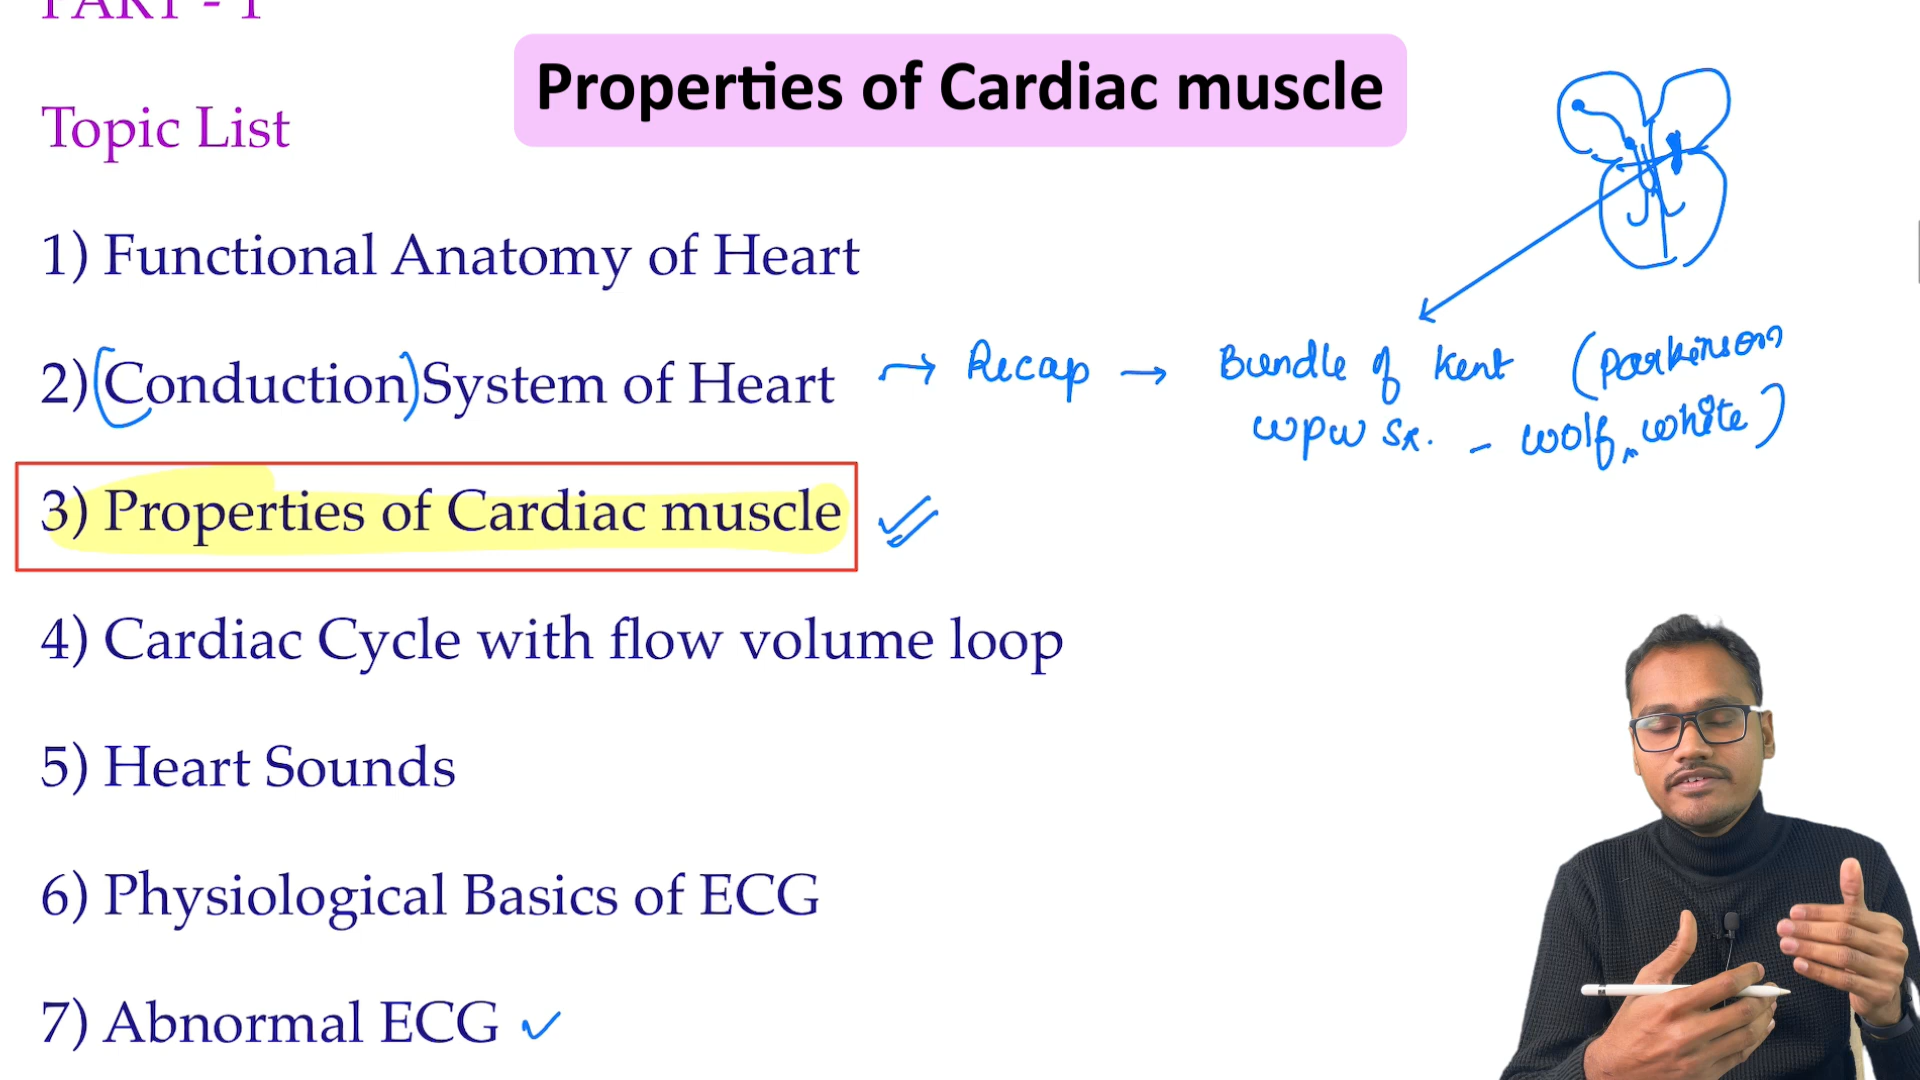 PART - 1
Properties of Cardiac muscle
Topic List
1) Functional Anatomy of Heart
2) (Conduction) System of Heart → Recap → Bundle of Kent (Parkinson
WPW SR. - Wolf ^ White)
3) Properties of Cardiac muscle
4) Cardiac Cycle with flow volume loop
5) Heart Sounds
6) Physiological Basics of ECG
7) Abnormal ECG ✓